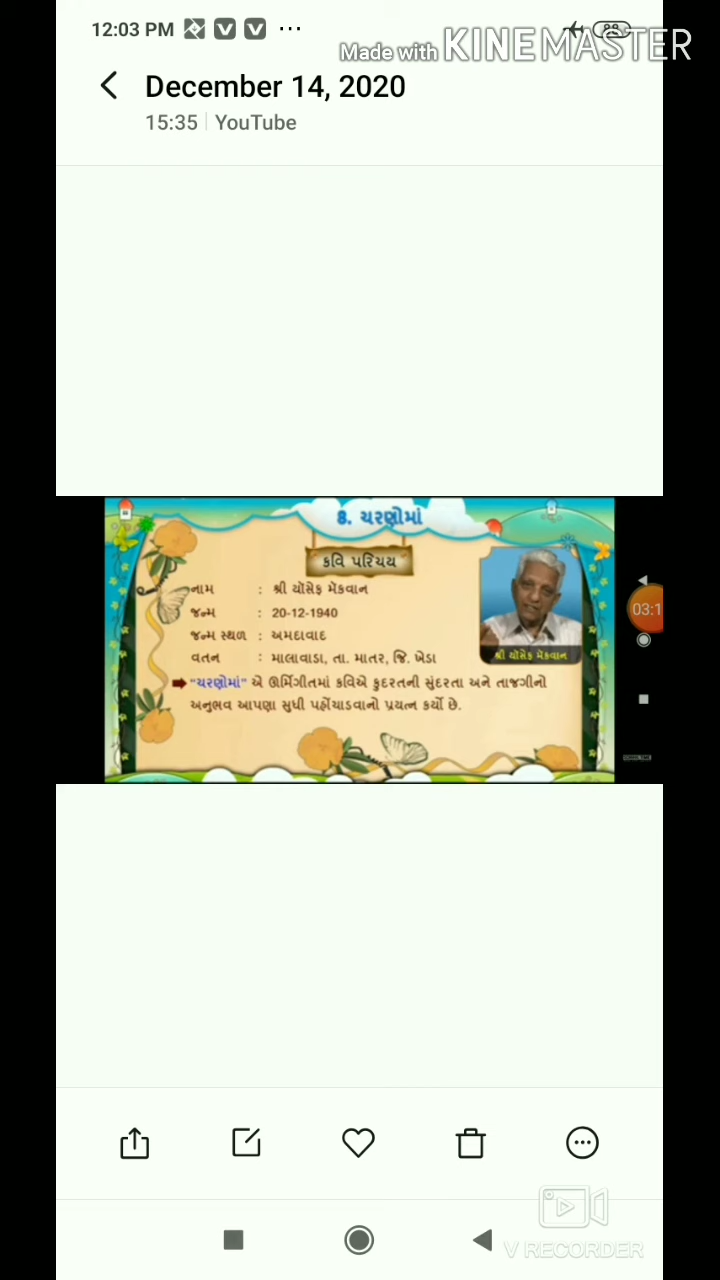 12:03 PM
Made with KINEMASTER
December 14, 2020
15:35 YouTube
8. ચરણોમાં
કવિ પરિચય
નામ : શ્રી યૉસેફ મૅકવાન
જન્મ : 20-12-1940
જન્મ સ્થળ : અમદાવાદ
વતન : માલાવાડા, તા. માતર, જિ. ખેડા
શ્રી યૉસેફ મૅકવાન
"ચરણોમાં" એ ઊર્મિગીતમાં કવિએ કુદરતની સુંદરતા અને તાજગીનો
અનુભવ આપણા સુધી પહોંચાડવાનો પ્રયત્ન કર્યો છે.
03:1
V RECORDER